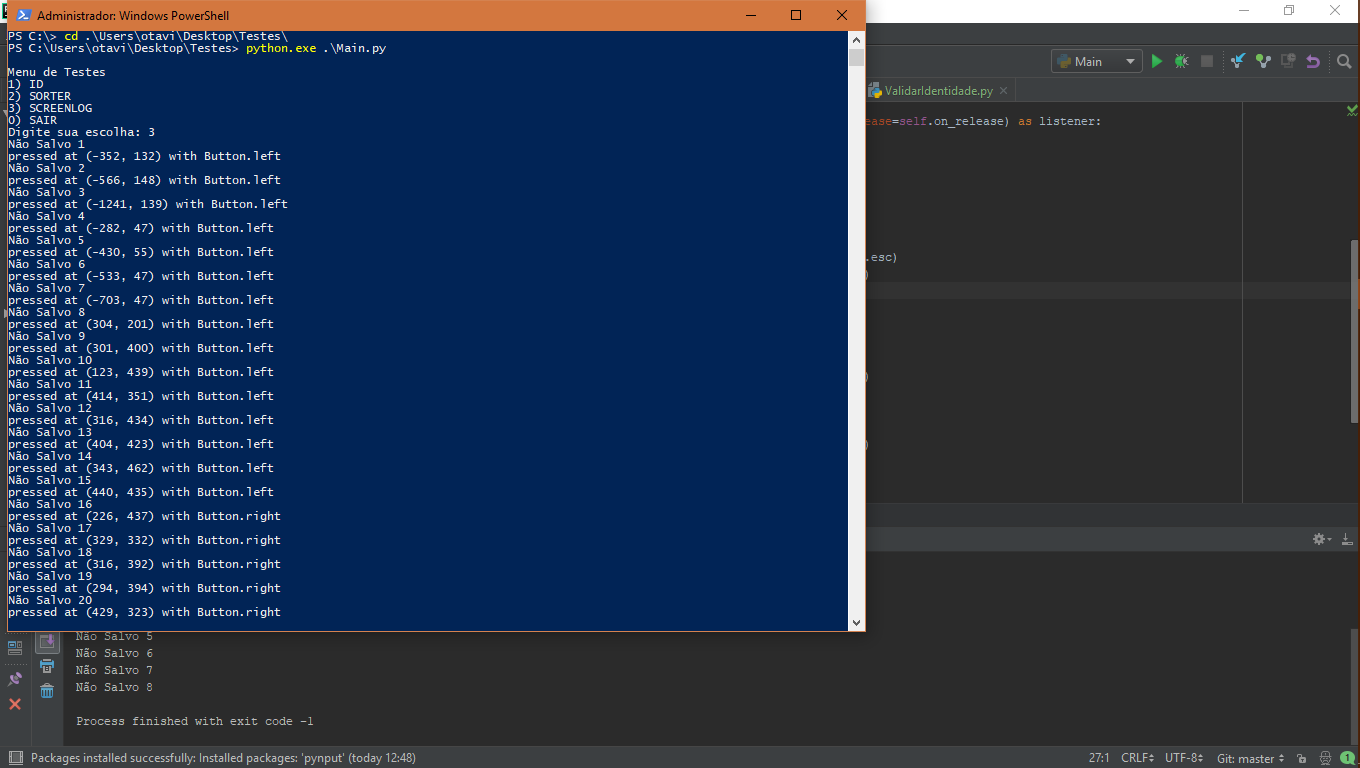 Administrador: Windows PowerShell
PS C:\> cd .\Users\otavi\Desktop\Testes\
PS C:\Users\otavi\Desktop\Testes> python.exe .\Main.py
Menu de Testes
1) ID
2) SORTER
3) SCREENLOG
0) SAIR
Digite sua escolha: 3
Não Salvo 1
pressed at (-352, 132) with Button.left
Não Salvo 2
pressed at (-566, 148) with Button.left
Não Salvo 3
pressed at (-1241, 139) with Button.left
Não Salvo 4
pressed at (-282, 47) with Button.left
Não Salvo 5
pressed at (-430, 55) with Button.left
Não Salvo 6
pressed at (-533, 47) with Button.left
Não Salvo 7
pressed at (-703, 47) with Button.left
Não Salvo 8
pressed at (304, 201) with Button.left
Não Salvo 9
pressed at (301, 400) with Button.left
Não Salvo 10
pressed at (123, 439) with Button.left
Não Salvo 11
pressed at (414, 351) with Button.left
Não Salvo 12
pressed at (316, 434) with Button.left
Não Salvo 13
pressed at (404, 423) with Button.left
Não Salvo 14
pressed at (343, 462) with Button.left
Não Salvo 15
pressed at (440, 435) with Button.left
Não Salvo 16
pressed at (226, 437) with Button.right
Não Salvo 17
pressed at (329, 332) with Button.right
Não Salvo 18
pressed at (316, 392) with Button.right
Não Salvo 19
pressed at (294, 394) with Button.right
Não Salvo 20
pressed at (429, 323) with Button.right
Main
ValidarIdentidade.py
ease=self.on_release) as listener:
.esc)
)
)
)
Não Salvo 5
Não Salvo 6
Não Salvo 7
Não Salvo 8
Process finished with exit code -1
Packages installed successfully: Installed packages: 'pynput' (today 12:48)
27:1 CRLF UTF-8 Git: master 1